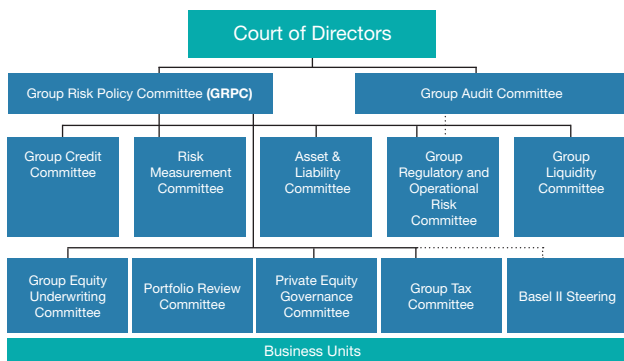 Court of Directors
Group Risk Policy Committee (GRPC)
Group Audit Committee
Group Credit
Committee
Risk
Measurement
Committee
Asset &
Liability
Committee
Group
Regulatory and
Operational
Risk
Committee
Group
Liquidity
Committee
Group Equity
Underwriting
Committee
Portfolio Review
Committee
Private Equity
Governance
Committee
Group Tax
Committee
Basel II Steering
Business Units